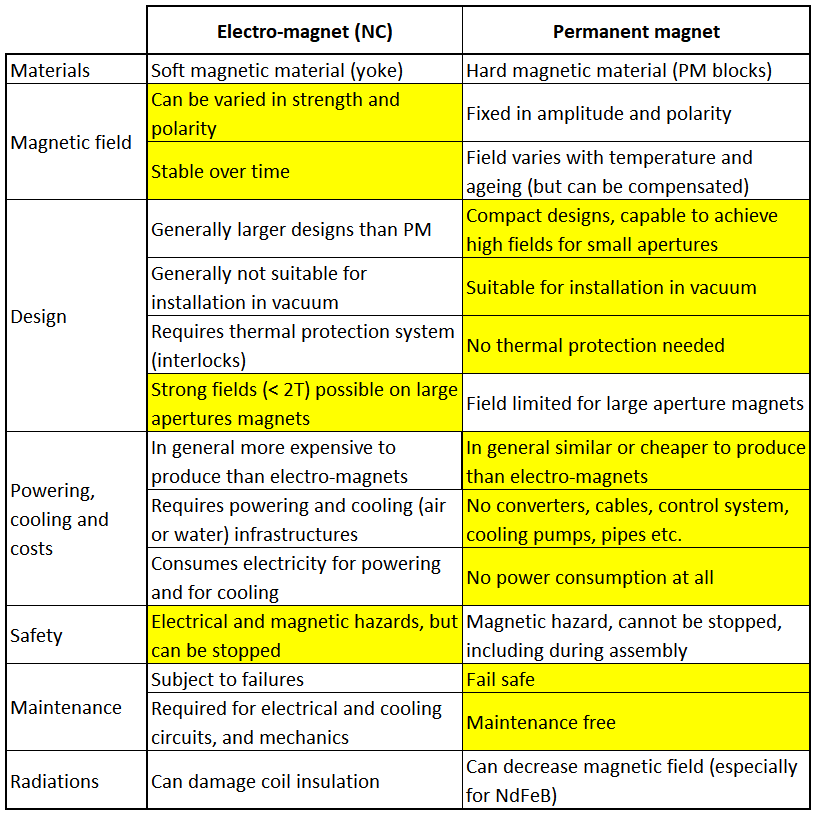 Electro-magnet (NC)
Permanent magnet
Materials
Soft magnetic material (yoke)
Hard magnetic material (PM blocks)
Magnetic field
Can be varied in strength and
polarity
Fixed in amplitude and polarity
Stable over time
Field varies with temperature and
ageing (but can be compensated)
Design
Generally larger designs than PM
Compact designs, capable to achieve
high fields for small apertures
Generally not suitable for
installation in vacuum
Suitable for installation in vacuum
Requires thermal protection system
(interlocks)
No thermal protection needed
Strong fields (< 2T) possible on large
apertures magnets
Field limited for large aperture magnets
Powering,
cooling and
costs
In general more expensive to
produce than electro-magnets
In general similar or cheaper to produce
than electro-magnets
Requires powering and cooling (air
or water) infrastructures
No converters, cables, control system,
cooling pumps, pipes etc.
Consumes electricity for powering
and for cooling
No power consumption at all
Safety
Electrical and magnetic hazards, but
can be stopped
Magnetic hazard, cannot be stopped,
including during assembly
Maintenance
Subject to failures
Fail safe
Required for electrical and cooling
circuits, and mechanics
Maintenance free
Radiations
Can damage coil insulation
Can decrease magnetic field (especially
for NdFeB)